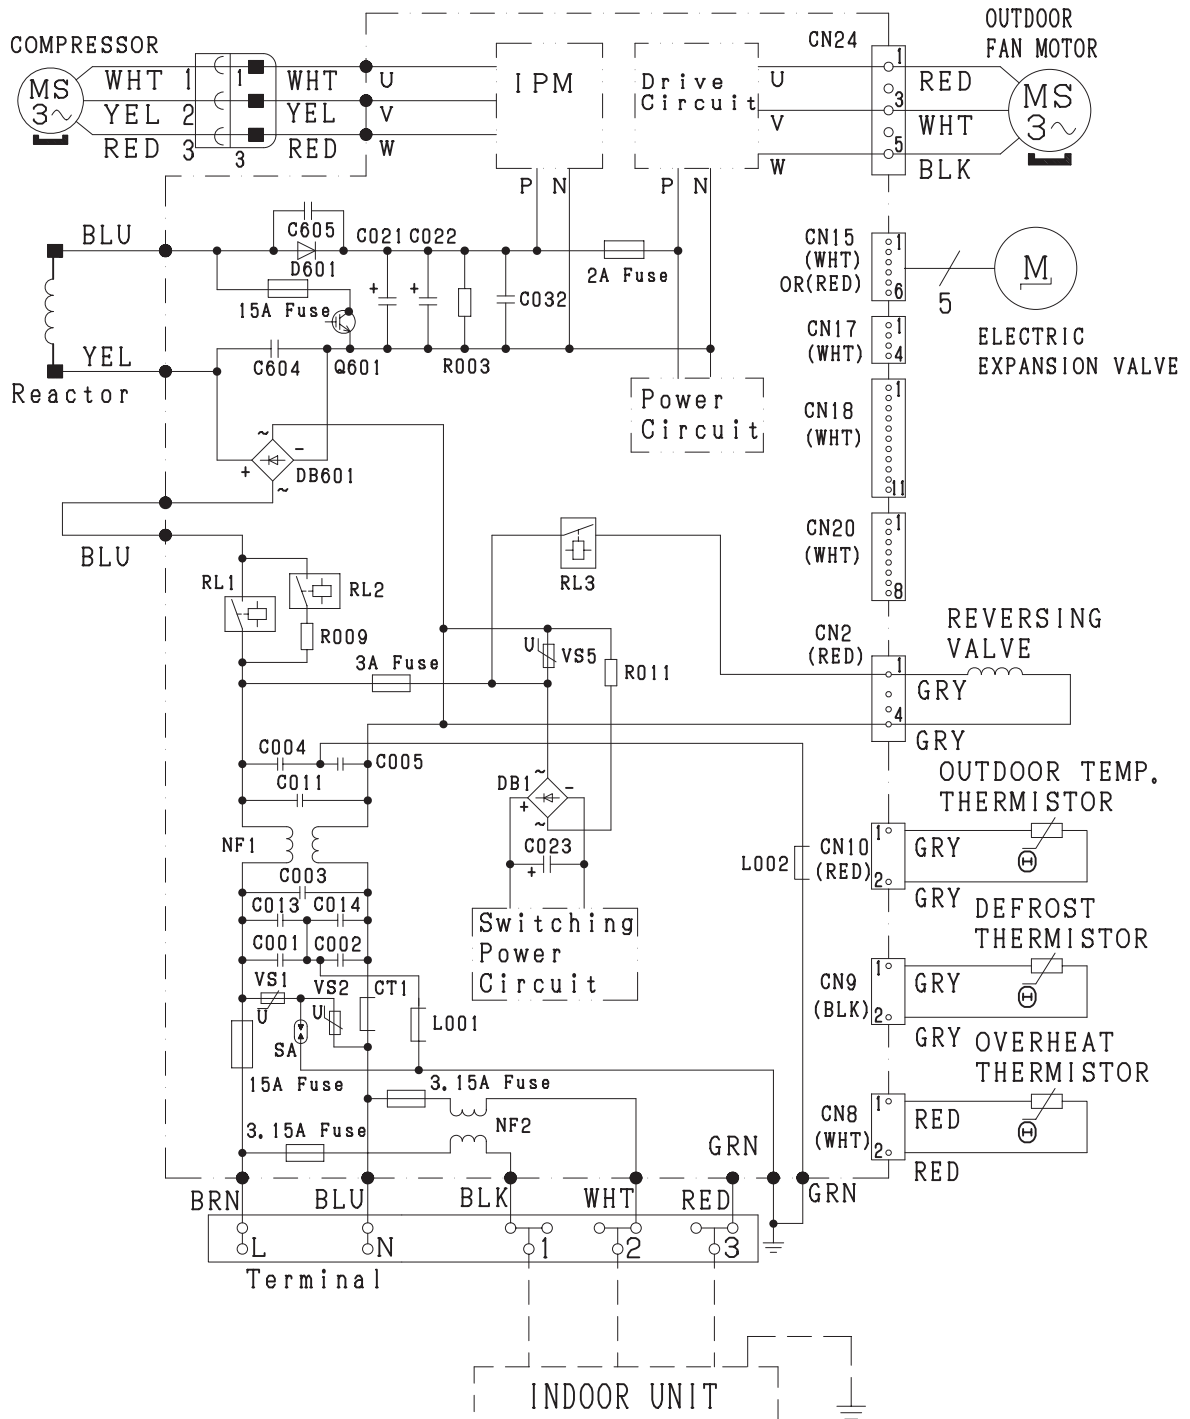 COMPRESSOR
MS
3~
WHT 1
YEL 2
RED 3
1
3
WHT
YEL
RED
U
V
W
IPM
P N
Drive
Circuit
P N
U
V
W
CN24
1
3
5
RED
WHT
BLK
OUTDOOR
FAN MOTOR
MS
3~
BLU
YEL
Reactor
C605
D601
C021 C022
15A Fuse
+ +
Q601
C604
R003
C032
2A Fuse
Power
Circuit
CN15
(WHT)
OR(RED)
1
6
5
M
ELECTRIC
EXPANSION VALVE
CN17
(WHT)
1
4
CN18
(WHT)
1
11
CN20
(WHT)
1
8
~
+ -
DB601
~
BLU
RL1
RL2
R009
RL3
3A Fuse
U
VS5
R011
CN2
(RED)
1
4
GRY
GRY
REVERSING
VALVE
C004
C005
C011
NF1
C003
C013 C014
C001 C002
VS1
U
VS2
U
SA
CT1
L001
15A Fuse
DB1
~
+ -
~
C023
+
Switching
Power
Circuit
L002
CN10
(RED)
1
2
GRY
GRY
OUTDOOR TEMP.
THERMISTOR
Θ
CN9
(BLK)
1
2
GRY
GRY
DEFROST
THERMISTOR
Θ
CN8
(WHT)
1
2
RED
RED
OVERHEAT
THERMISTOR
Θ
3.15A Fuse
3.15A Fuse
NF2
BRN
BLU
BLK
WHT
RED
GRN
GRN
L
N
1
2
3
Terminal
INDOOR UNIT